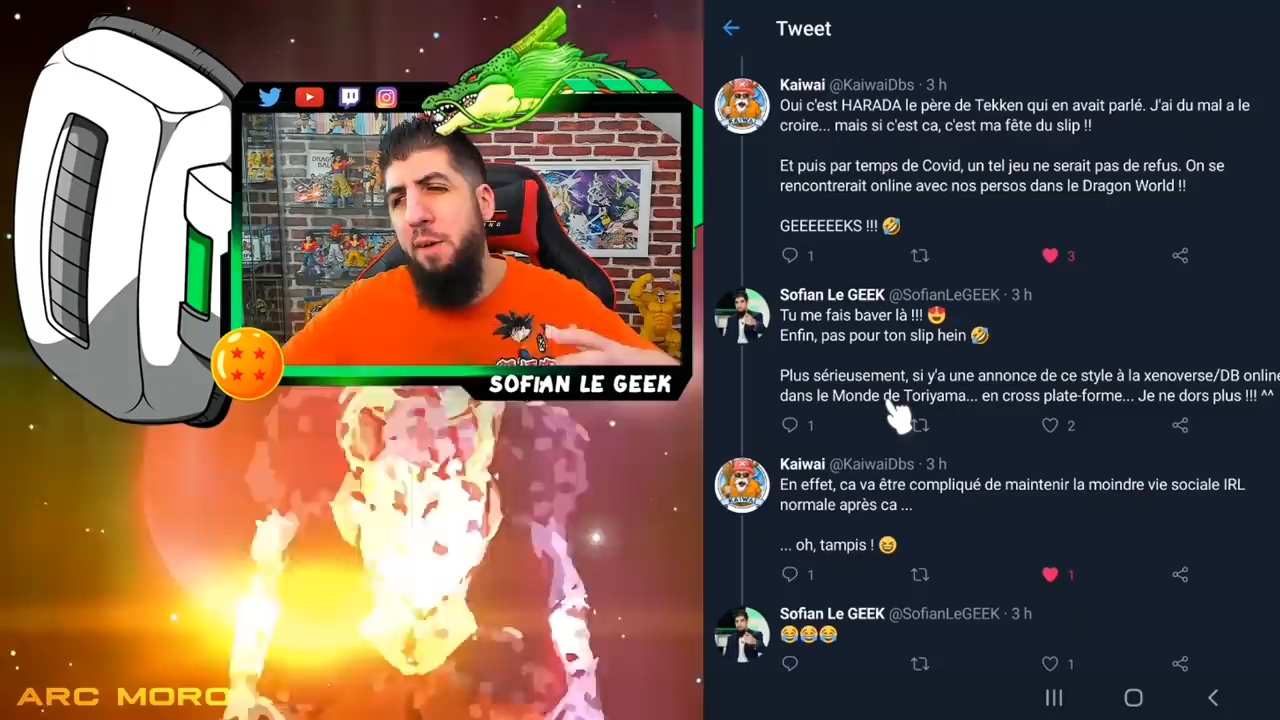 Tweet
Kaiwai @KaiwaiDbs · 3 h
Oui c'est HARADA le père de Tekken qui en avait parlé. J'ai du mal a le
croire... mais si c'est ca, c'est ma fête du slip !!
Et puis par temps de Covid, un tel jeu ne serait pas de refus. On se
rencontrerait online avec nos persos dans le Dragon World !!
GEEEEEEKS !!! 🤣
1
3
Sofian Le GEEK @SofianLeGEEK · 3 h
Tu me fais baver là !!! 😍
Enfin, pas pour ton slip hein 🤣
Plus sérieusement, si y'a une annonce de ce style à la xenoverse/DB online
dans le Monde de Toriyama... en cross plate-forme... Je ne dors plus !!! ^^
1
2
Kaiwai @KaiwaiDbs · 3 h
En effet, ca va être compliqué de maintenir la moindre vie sociale IRL
normale après ca ...
... oh, tampis ! 😆
1
1
Sofian Le GEEK @SofianLeGEEK · 3 h
😂😂😂
1
SOFIAN LE GEEK
ARC MORO